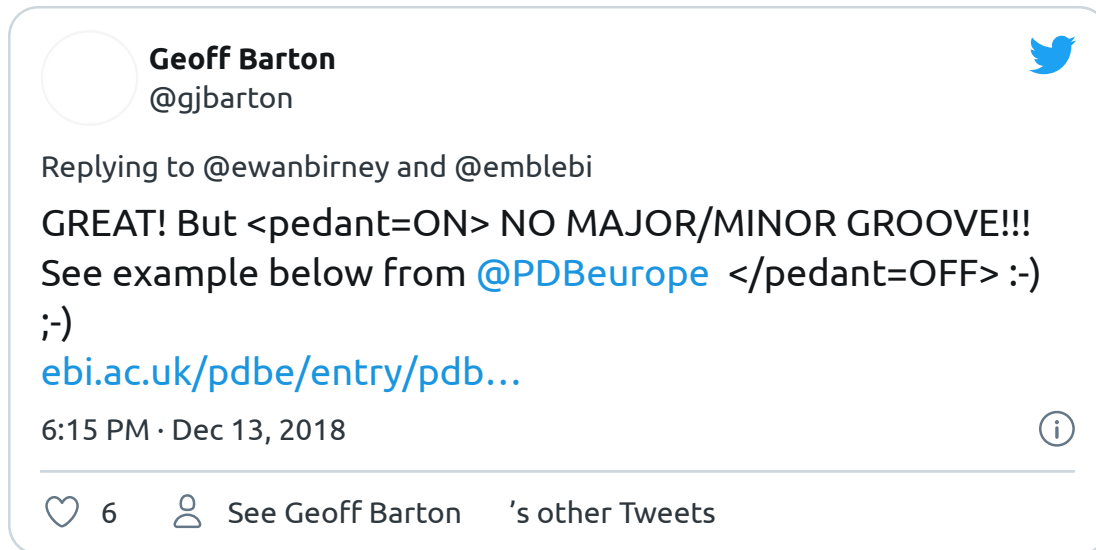 Geoff Barton
@gjbarton
Replying to @ewanbirney and @emblebi
GREAT! But <pedant=ON> NO MAJOR/MINOR GROOVE!!!
See example below from @PDBeurope </pedant=OFF> :-)
;-)
ebi.ac.uk/pdbe/entry/pdb…
6:15 PM · Dec 13, 2018
6 See Geoff Barton ’s other Tweets